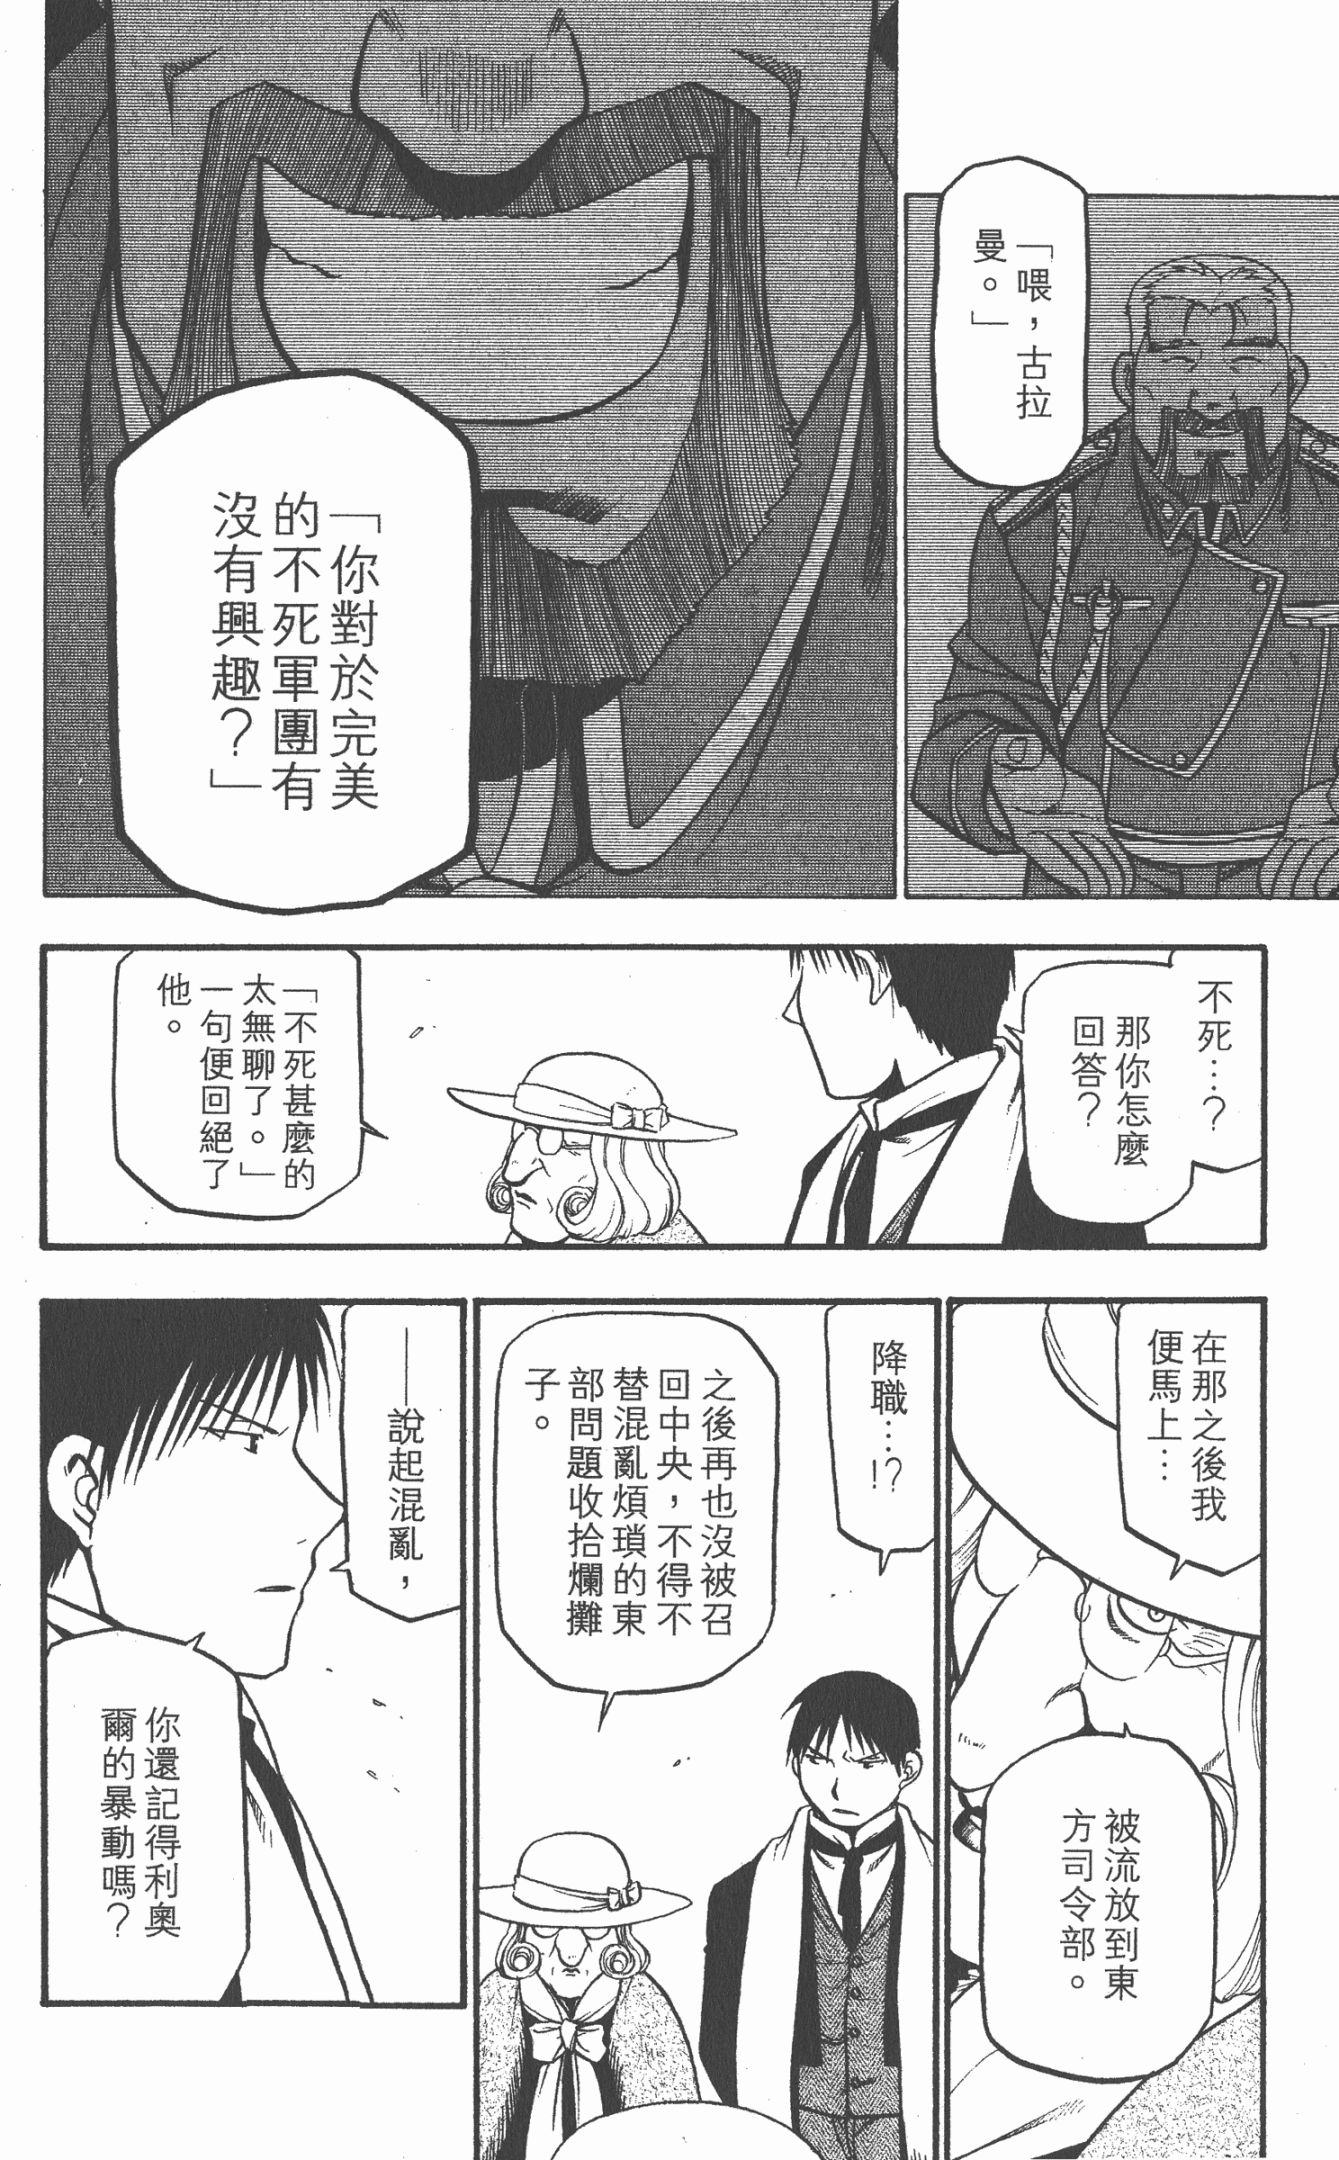 「喂，古拉
曼。」
「你對於完美
的不死軍團有
沒有興趣？」
不死…？
那你怎麼
回答？
「不死甚麼的
太無聊了。」
一句便回絕了
他。
在那之後我
便馬上…
被流放到東
方司令部。
降職…!?
之後再也沒被召
回中央，不得不
替混亂煩瑣的東
部問題收拾爛攤
子。
——說起混亂，
你還記得利奧
爾的暴動嗎？